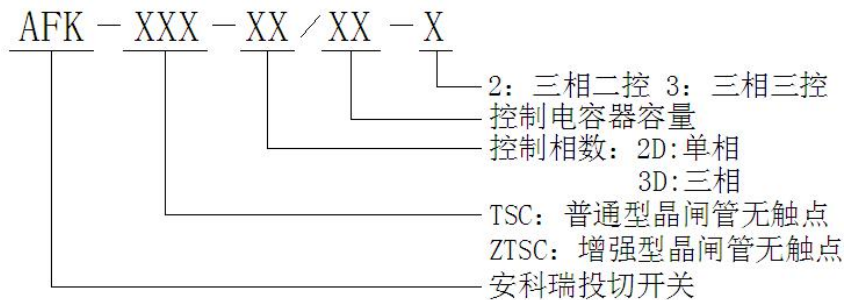 AFK-XXX-XX/XX-X
2: 三相二控 3: 三相三控
控制电容器容量
控制相数: 2D:单相
3D:三相
TSC: 普通型晶闸管无触点
ZTSC: 增强型晶闸管无触点
安科瑞投切开关